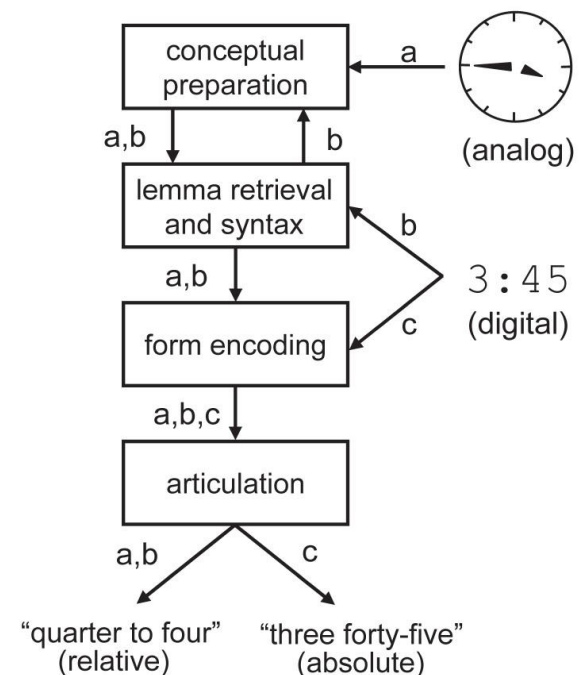 conceptual
preparation
a
(analog)
a,b
b
lemma retrieval
and syntax
b
a,b
3:45
(digital)
c
form encoding
a,b,c
articulation
a,b
c
“quarter to four”
(relative)
“three forty-five”
(absolute)